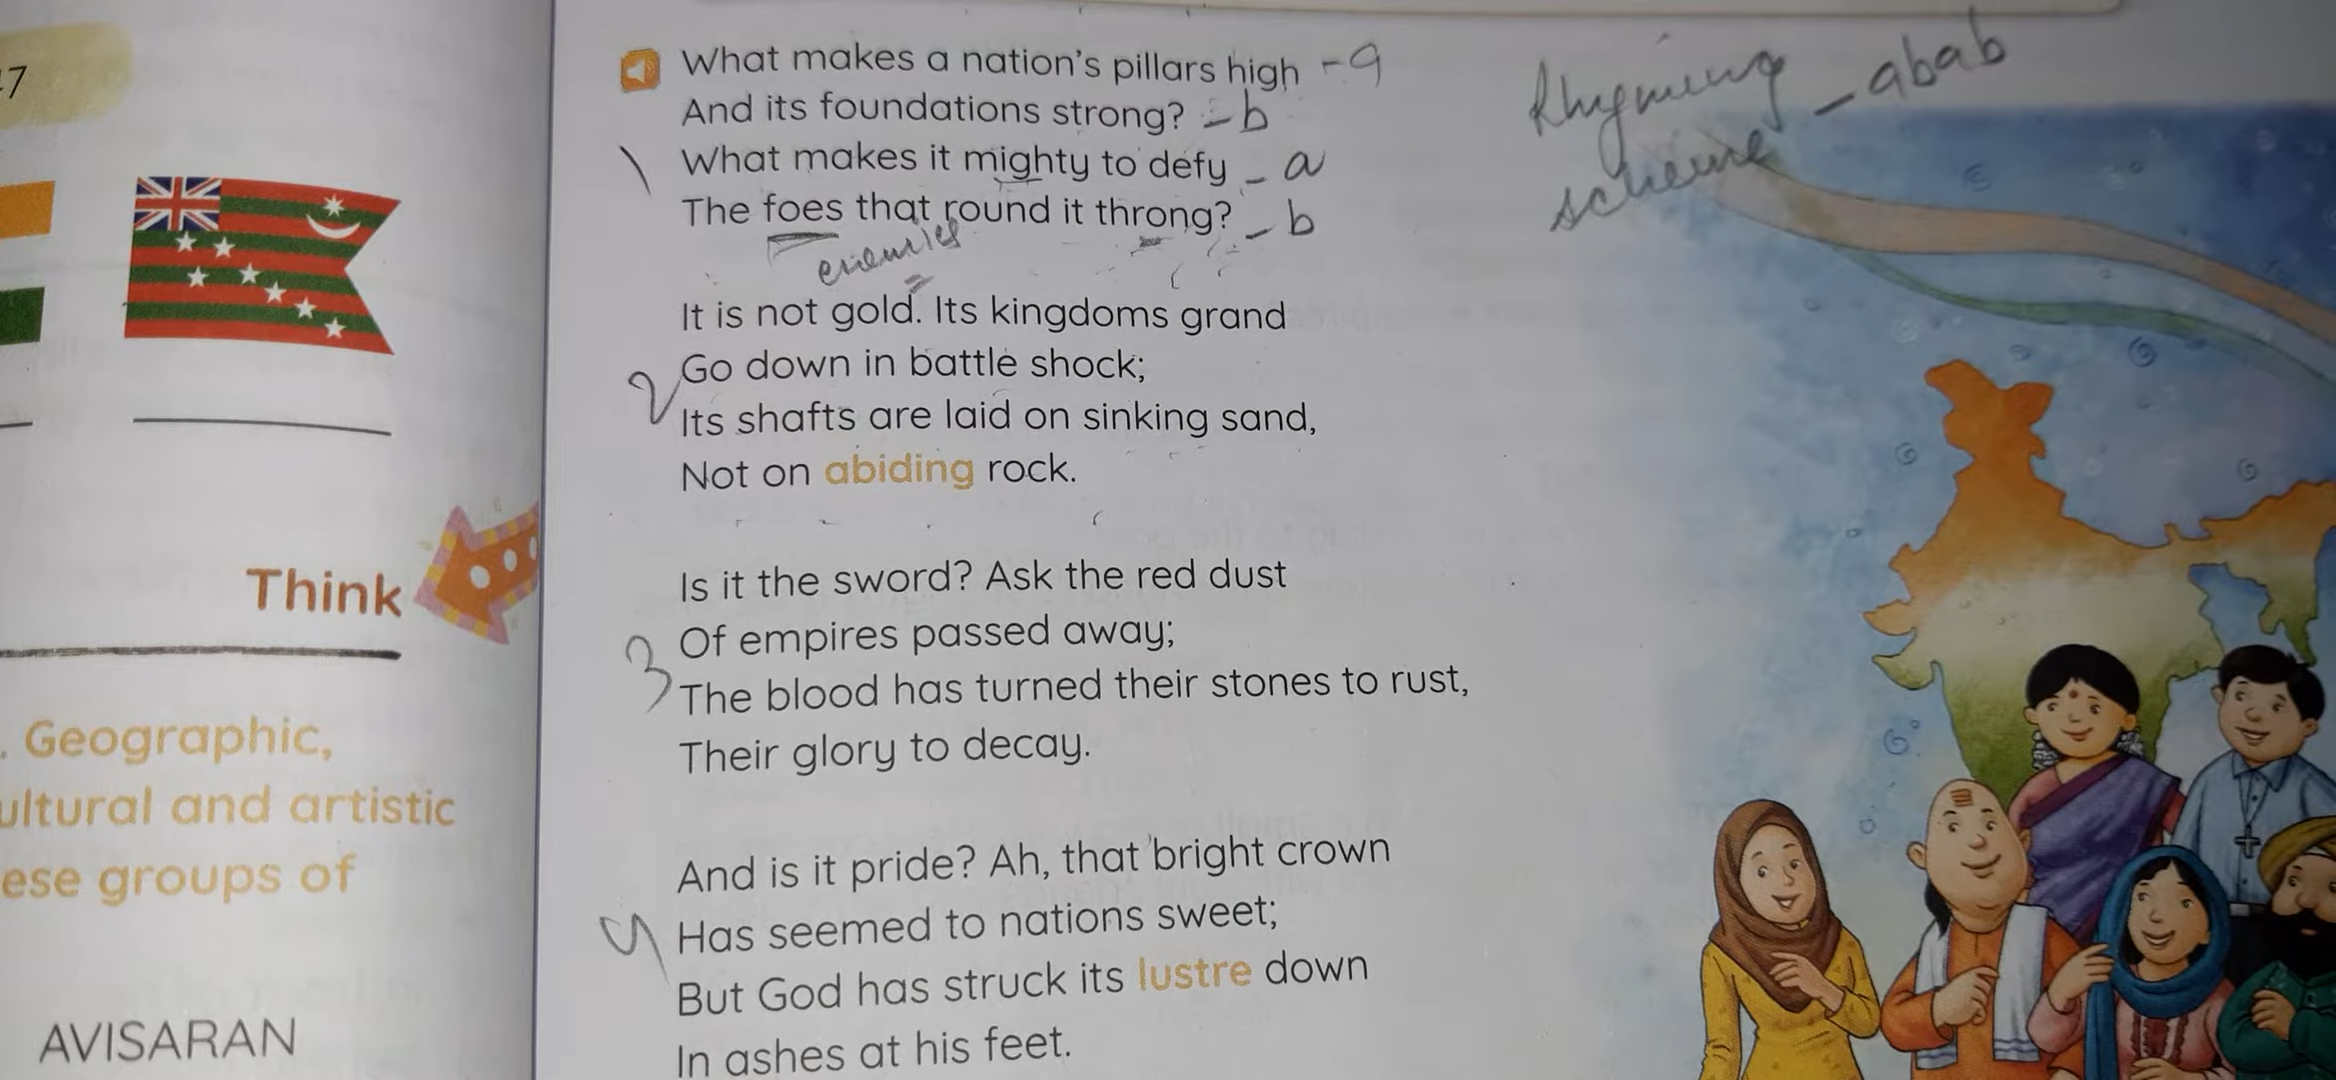 47
Think
. Geographic,
ultural and artistic
ese groups of
AVISARAN
What makes a nation's pillars high - a
And its foundations strong? - b
1 What makes it mighty to defy - a
The foes that round it throng? - b
enemies
Rhyming - abab
scheme
It is not gold. Its kingdoms grand
2 Go down in battle shock;
Its shafts are laid on sinking sand,
Not on abiding rock.
Is it the sword? Ask the red dust
3 Of empires passed away;
The blood has turned their stones to rust,
Their glory to decay.
And is it pride? Ah, that bright crown
4 Has seemed to nations sweet;
But God has struck its lustre down
In ashes at his feet.